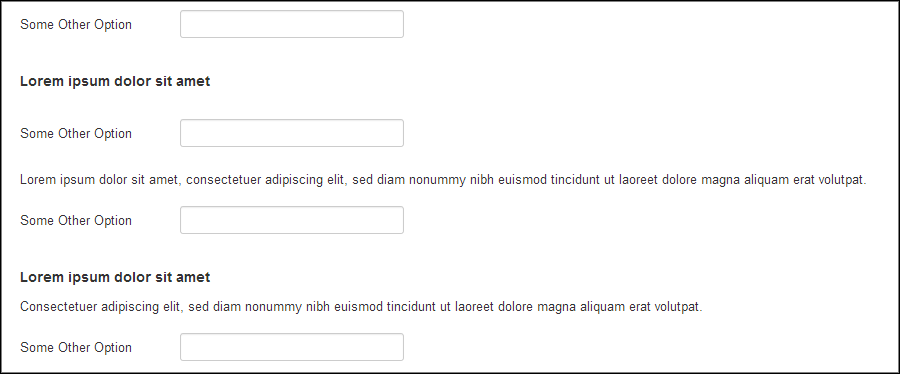 Some Other Option
Lorem ipsum dolor sit amet
Some Other Option
Lorem ipsum dolor sit amet, consectetuer adipiscing elit, sed diam nonummy nibh euismod tincidunt ut laoreet dolore magna aliquam erat volutpat.
Some Other Option
Lorem ipsum dolor sit amet
Consectetuer adipiscing elit, sed diam nonummy nibh euismod tincidunt ut laoreet dolore magna aliquam erat volutpat.
Some Other Option